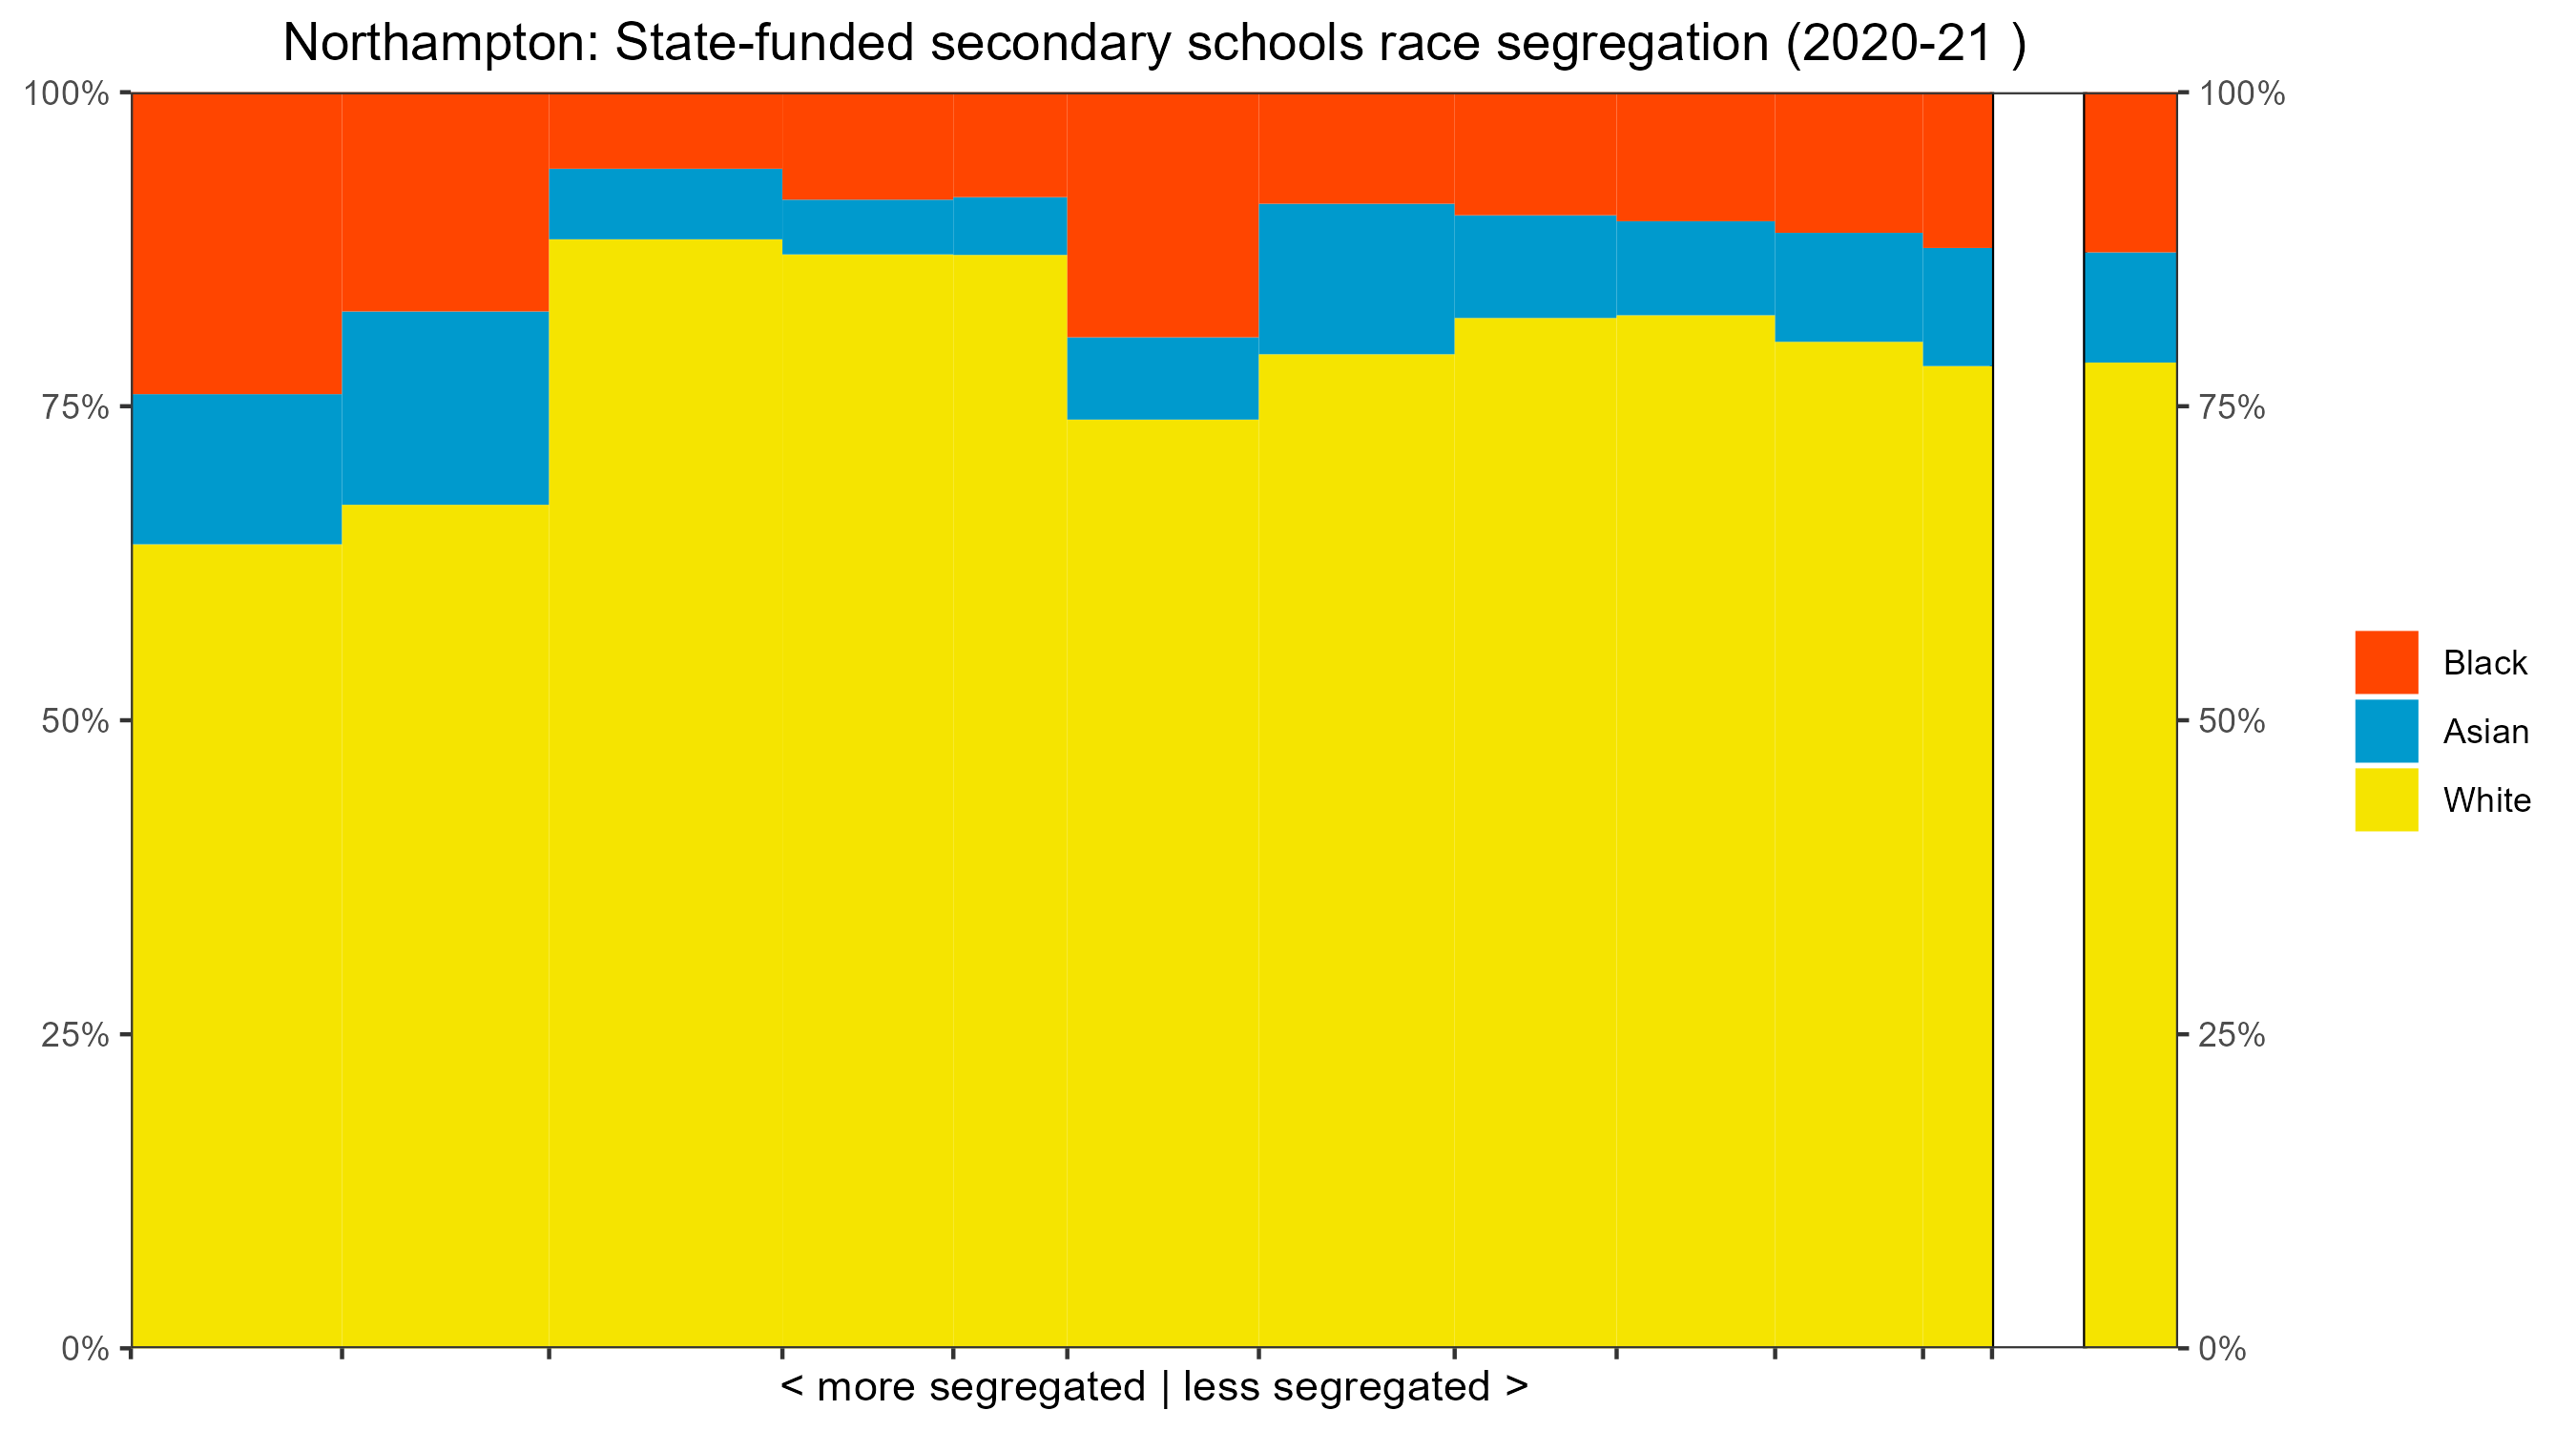 Northampton: State-funded secondary schools race segregation (2020-21 )
100%
75%
50%
25%
0%
100%
75%
50%
25%
0%
Black
Asian
White
< more segregated | less segregated >